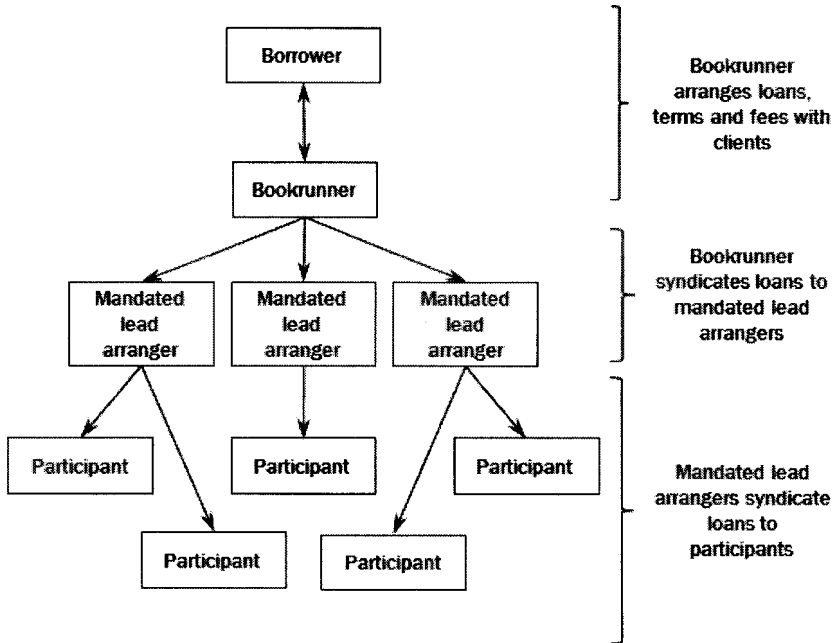 Borrower
Bookrunner
arranges loans,
terms and fees with
clients
Bookrunner
Bookrunner
syndicates loans to
mandated lead
arrangers
Mandated
lead
arranger
Mandated
lead
arranger
Mandated
lead
arranger
Participant
Participant
Participant
Participant
Participant
Mandated lead
arrangers syndicate
loans to
participants